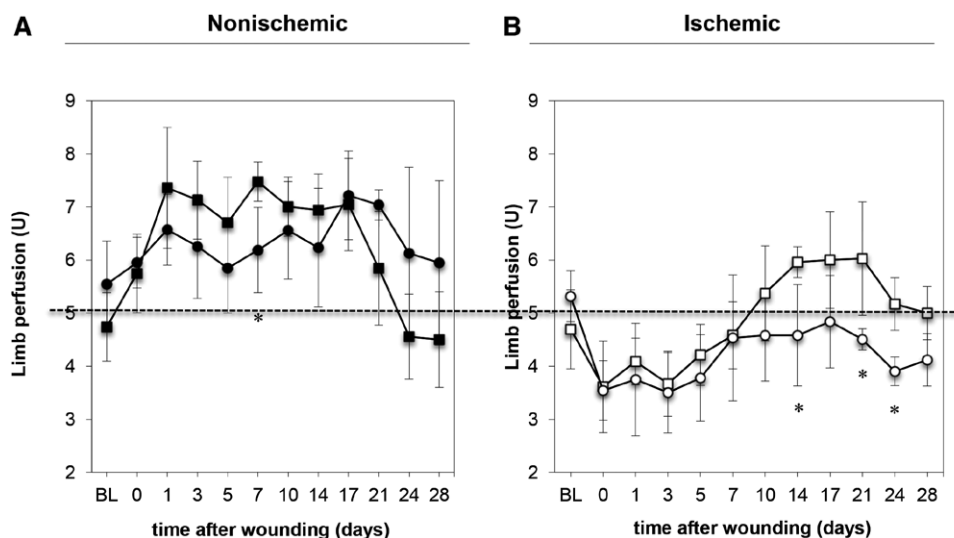 A
Nonischemic
9
8
7
6
5
4
3
2
Limb perfusion (U)
*
BL 0 1 3 5 7 10 14 17 21 24 28
time after wounding (days)
B
Ischemic
9
8
7
6
5
4
3
2
Limb perfusion (U)
* * *
BL 0 1 3 5 7 10 14 17 21 24 28
time after wounding (days)